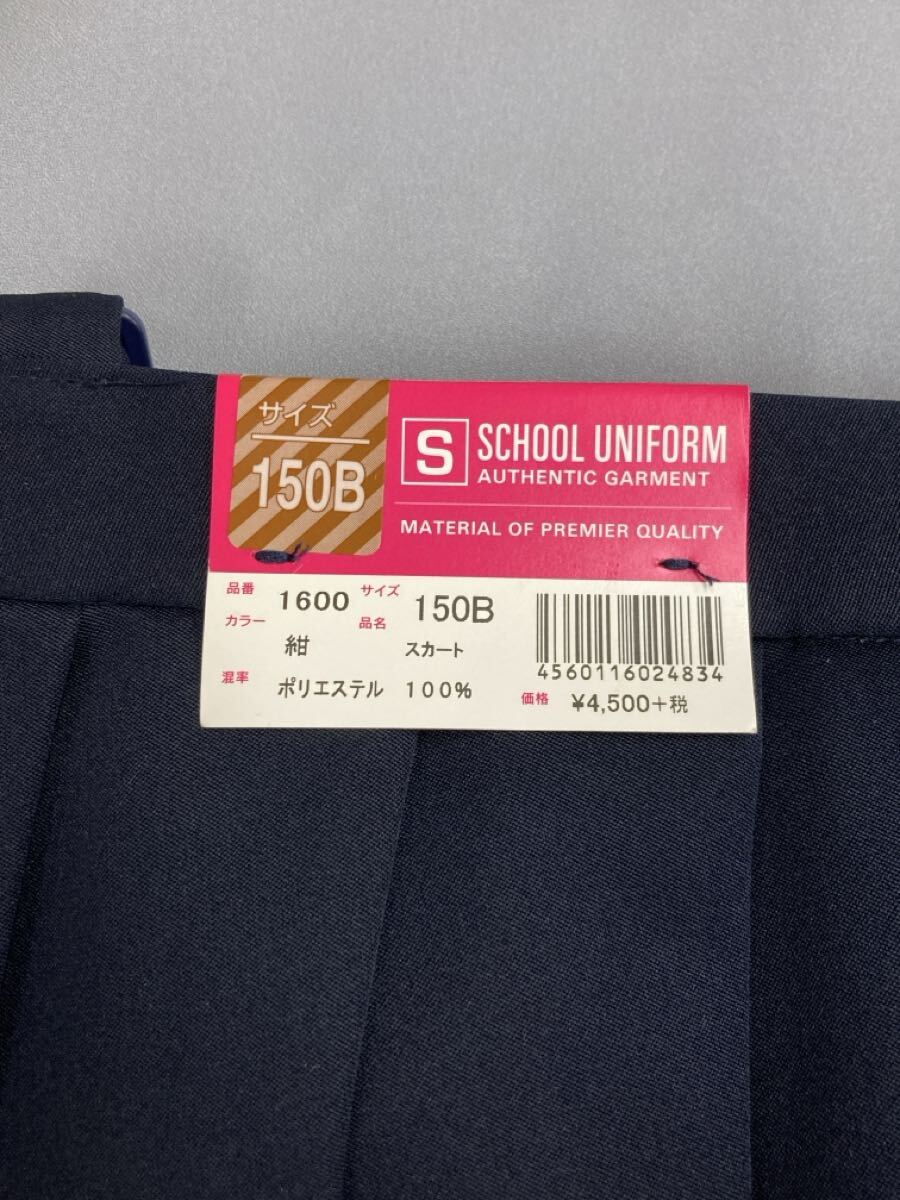 サイズ
150B
S SCHOOL UNIFORM
AUTHENTIC GARMENT
MATERIAL OF PREMIER QUALITY
品番 1600 サイズ 150B
カラー 紺 品名 スカート
混率 ポリエステル 100%
4560116024834
価格 ¥4,500+税